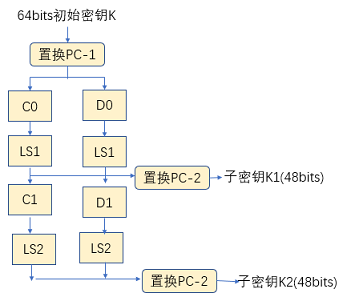 64bits初始密钥K
置换PC-1
C0
D0
LS1
LS1
置换PC-2
子密钥K1(48bits)
C1
D1
LS2
LS2
置换PC-2
子密钥K2(48bits)